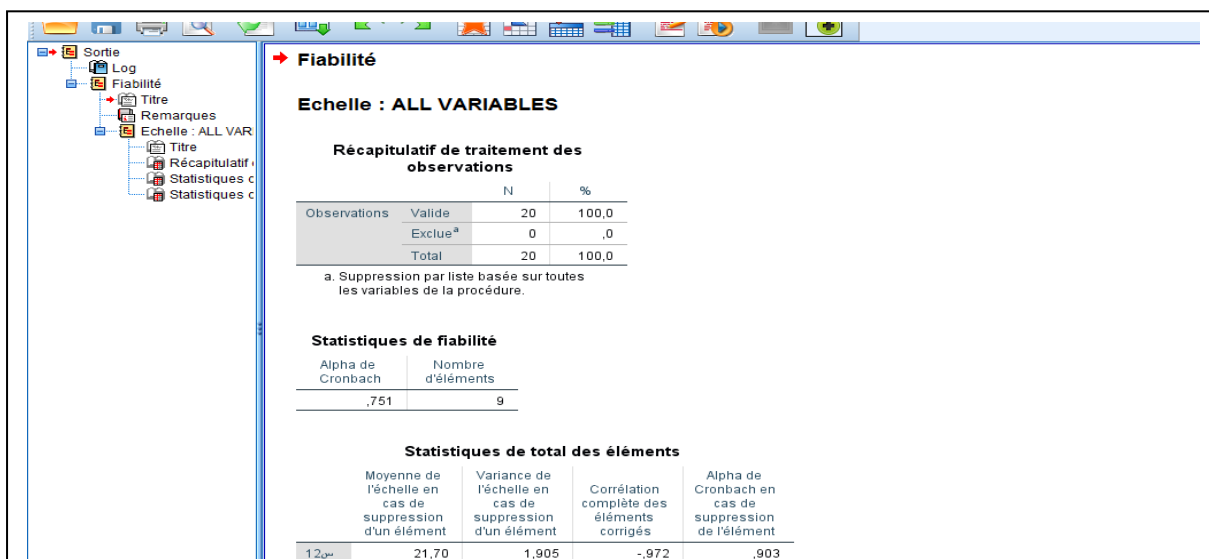 Sortie
Log
Fiabilité
Titre
Remarques
Echelle : ALL VAR
Titre
Récapitulatif
Statistiques c
Statistiques c
Fiabilité
Echelle : ALL VARIABLES
Récapitulatif de traitement des
observations
N %
Observations Valide 20 100,0
Exclueª 0 ,0
Total 20 100,0
a. Suppression par liste basée sur toutes
les variables de la procédure.
Statistiques de fiabilité
Alpha de Nombre
Cronbach d'éléments
,751 9
Statistiques de total des éléments
Moyenne de Variance de Alpha de
l'échelle en l'échelle en Corrélation Cronbach en
cas de cas de complète des cas de
suppression suppression éléments suppression
d'un élément d'un élément corrigés de l'élément
س12 21,70 1,905 -,972 ,903